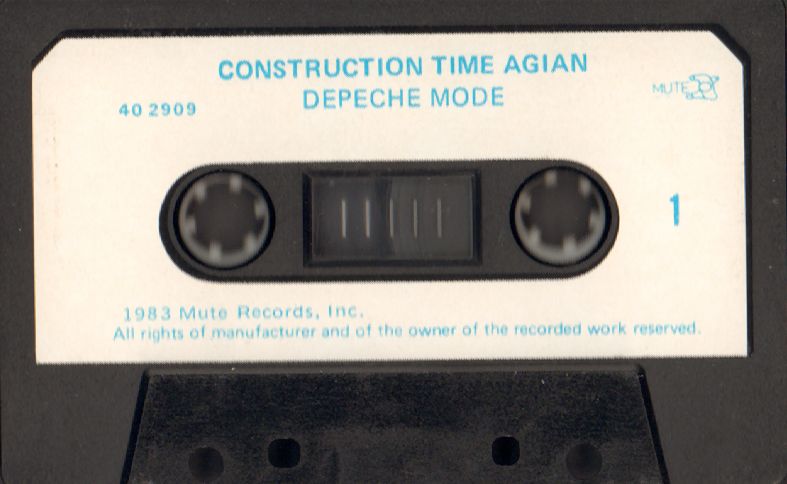 CONSTRUCTION TIME AGIAN
DEPECHE MODE
40 2909
MUTE
1
1983 Mute Records, Inc.
All rights of manufacturer and of the owner of the recorded work reserved.